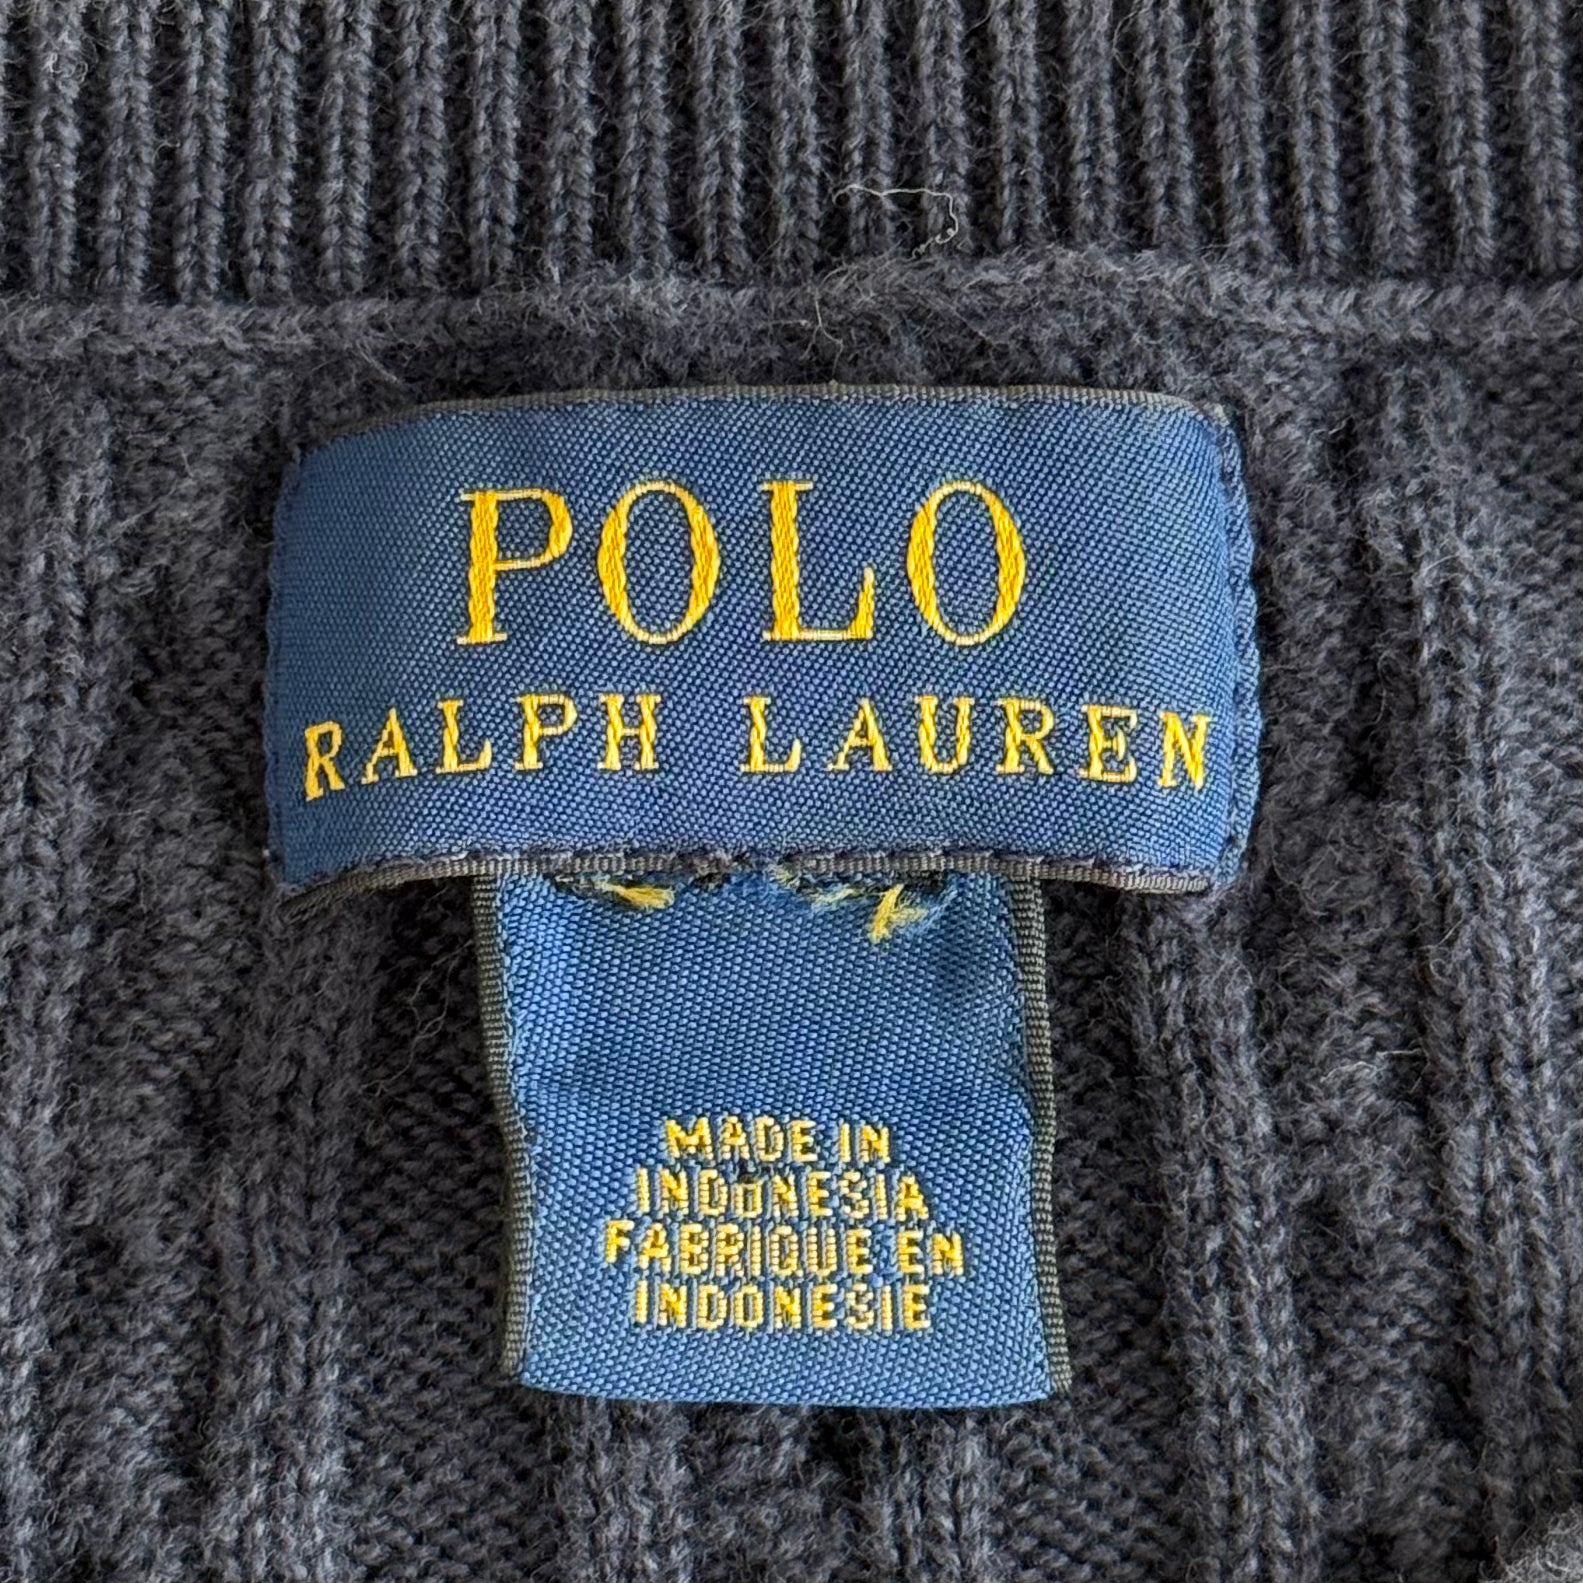 POLO
RALPH LAUREN
MADE IN
INDONESIA
FABRIQUE EN
INDONESIE